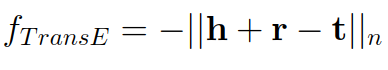 f_{TransE} = −||h + r − t||_n